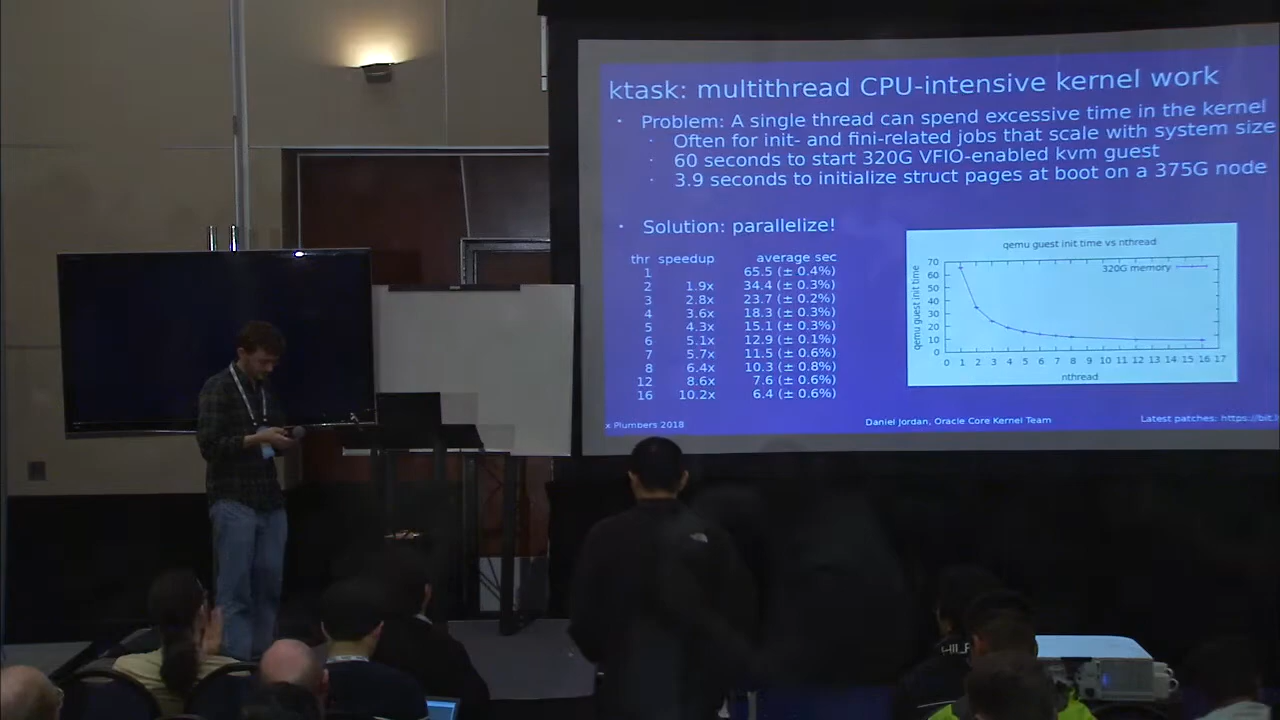 ktask: multithread CPU-intensive kernel work
Problem: A single thread can spend excessive time in the kernel
Often for init- and fini-related jobs that scale with system size
60 seconds to start 320G VFIO-enabled kvm guest
3.9 seconds to initialize struct pages at boot on a 375G node
Solution: parallelize!
thr speedup average sec
1 65.5 (± 0.4%)
2 1.9x 34.4 (± 0.3%)
3 2.8x 23.7 (± 0.2%)
4 3.6x 18.3 (± 0.3%)
5 4.3x 15.1 (± 0.3%)
6 5.1x 12.9 (± 0.1%)
7 5.7x 11.5 (± 0.6%)
8 6.4x 10.3 (± 0.8%)
12 8.6x 7.6 (± 0.6%)
16 10.2x 6.4 (± 0.6%)
qemu guest init time vs nthread
320G memory
qemu guest init time
70
60
50
40
30
20
10
0
0 1 2 3 4 5 6 7 8 9 10 11 12 13 14 15 16 17
nthread
x Plumbers 2018
Daniel Jordan, Oracle Core Kernel Team
Latest patches: https://bit.